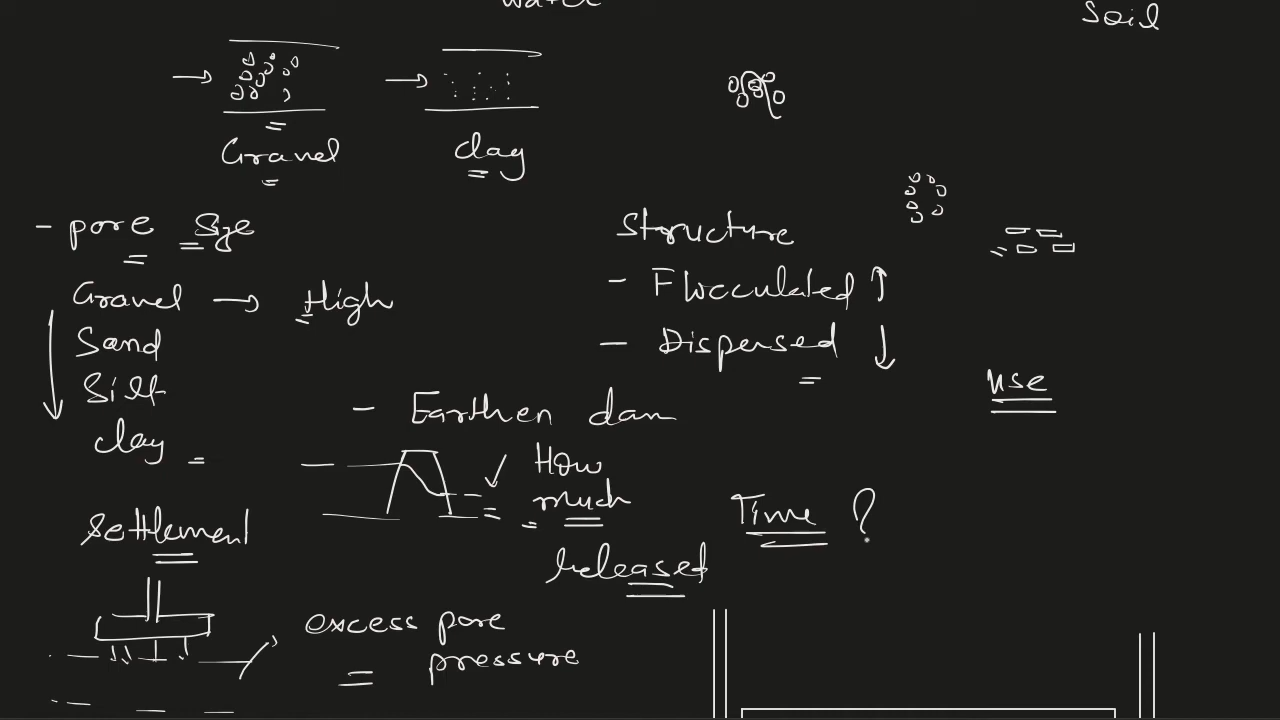 Soil
Gravel
clay
- pore size
Gravel → High
Sand
Silt
clay
Structure
- Flocculated ↑
- Dispersed ↓
use
- Earthen dam
How
much
released
Time ?
Settlement
excess pore
pressure